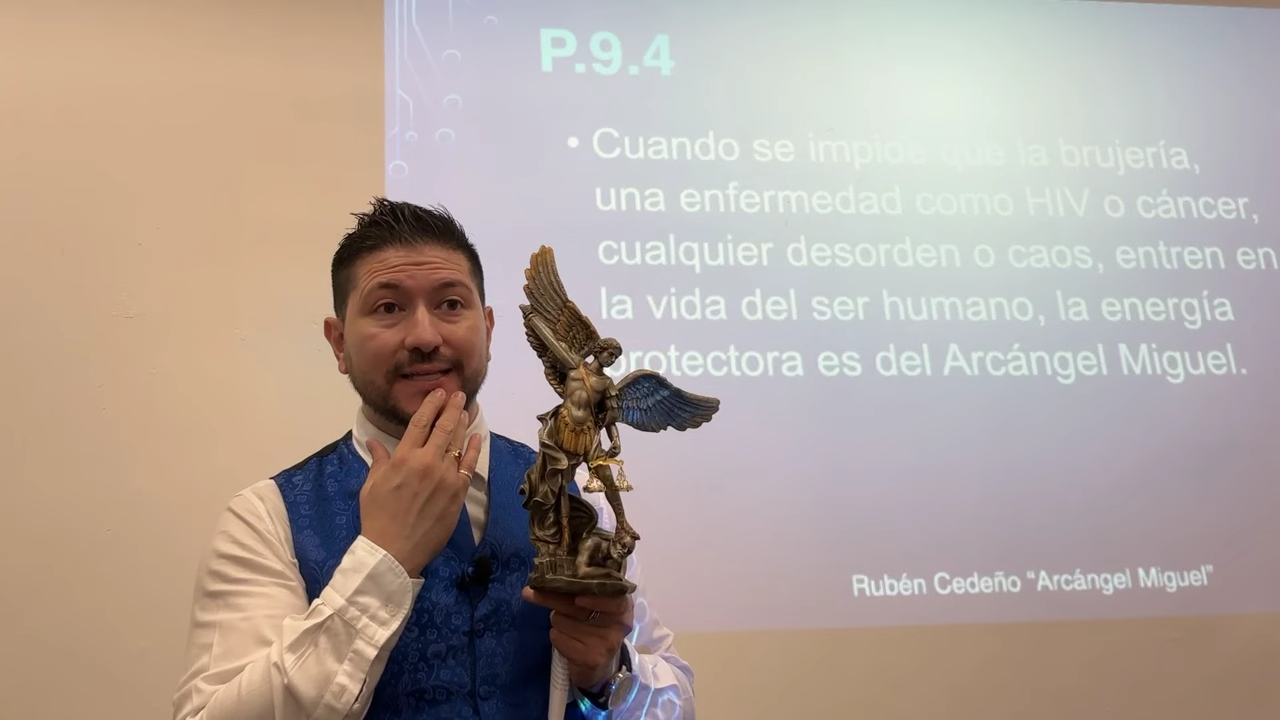 P.9.4
• Cuando se impide que la brujería,
una enfermedad como HIV o cáncer,
cualquier desorden o caos, entren en
la vida del ser humano, la energía
protectora es del Arcángel Miguel.
Rubén Cedeño “Arcángel Miguel”